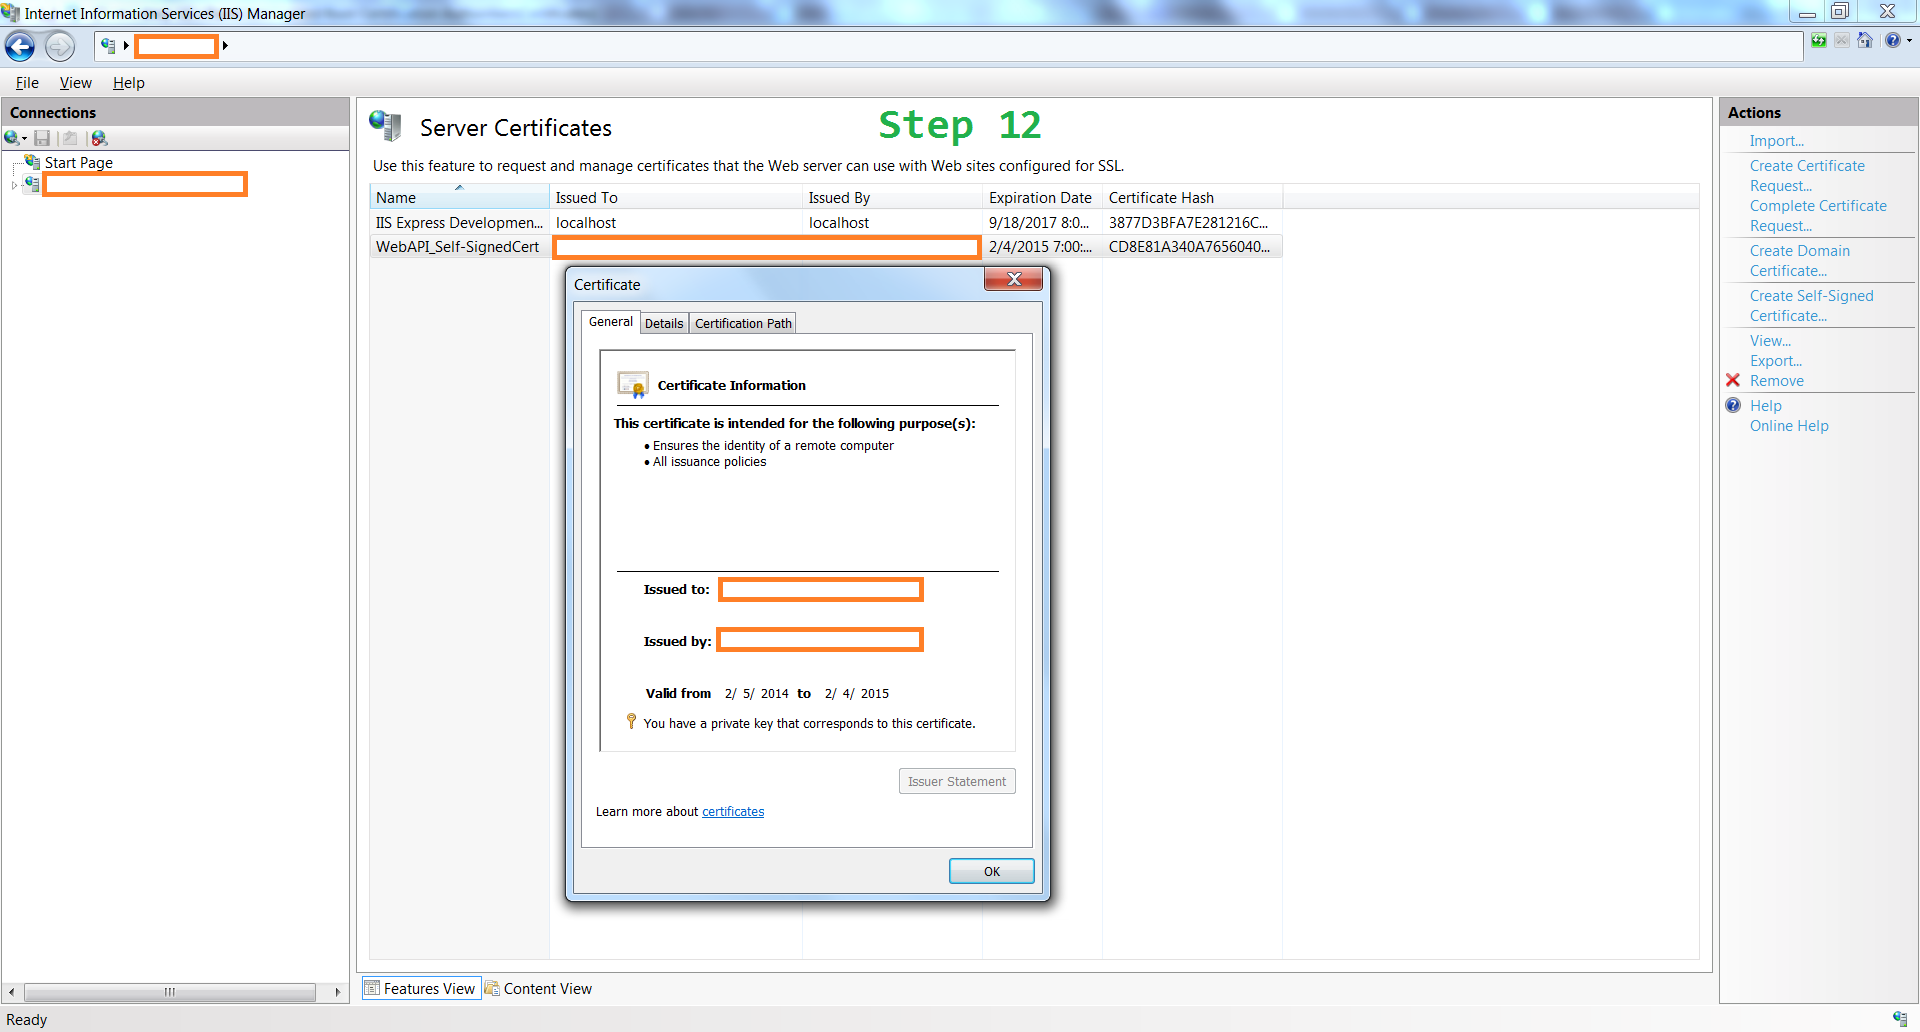 Internet Information Services (IIS) Manager
File View Help
Connections
Start Page
Server Certificates
Step 12
Use this feature to request and manage certificates that the Web server can use with Web sites configured for SSL.
Name Issued To Issued By Expiration Date Certificate Hash
IIS Express Developmen... localhost localhost 9/18/2017 8:0... 3877D3BFA7E281216C...
WebAPI_Self-SignedCert 2/4/2015 7:00:... CD8E81A340A7656040...
Certificate
General Details Certification Path
Certificate Information
This certificate is intended for the following purpose(s):
• Ensures the identity of a remote computer
• All issuance policies
Issued to:
Issued by:
Valid from 2/ 5/ 2014 to 2/ 4/ 2015
You have a private key that corresponds to this certificate.
Issuer Statement
Learn more about certificates
OK
Features View Content View
Actions
Import...
Create Certificate
Request...
Complete Certificate
Request...
Create Domain
Certificate...
Create Self-Signed
Certificate...
View...
Export...
Remove
Help
Online Help
Ready